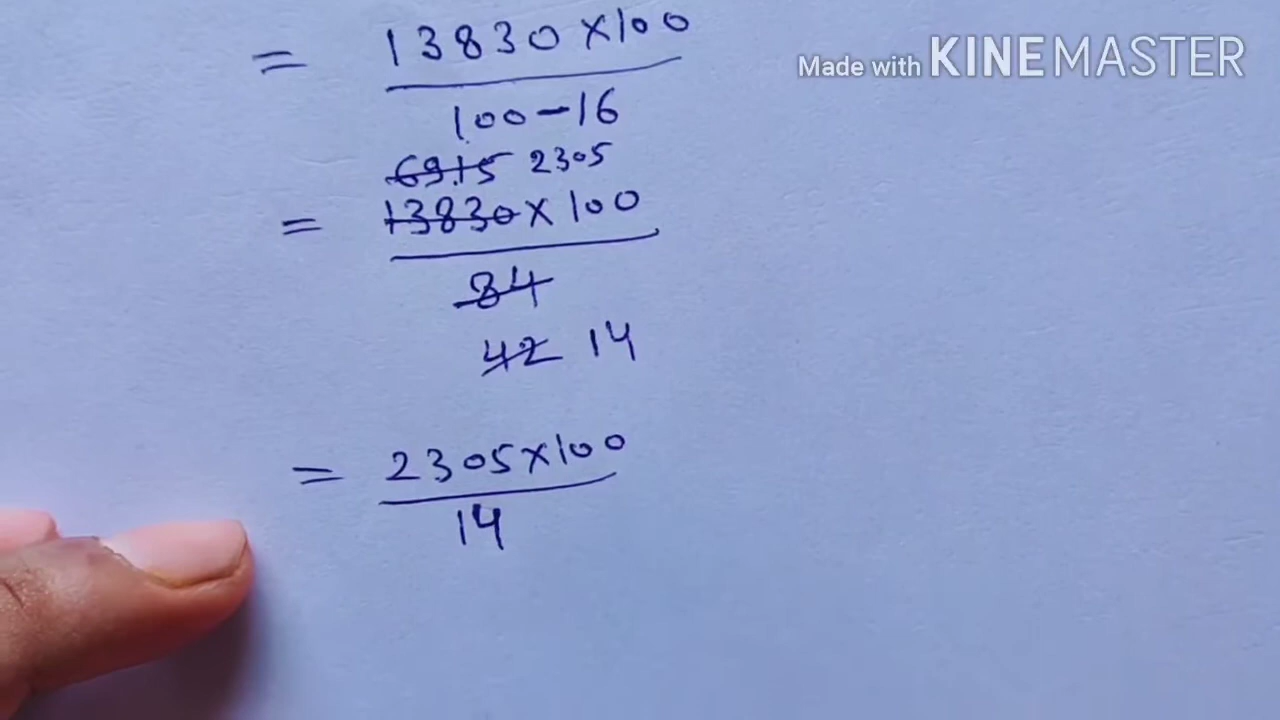 = 13830 × 100
Made with KINEMASTER
100 - 16
6915 2305
= 13830 × 100
84
42 14
= 2305 × 100
14